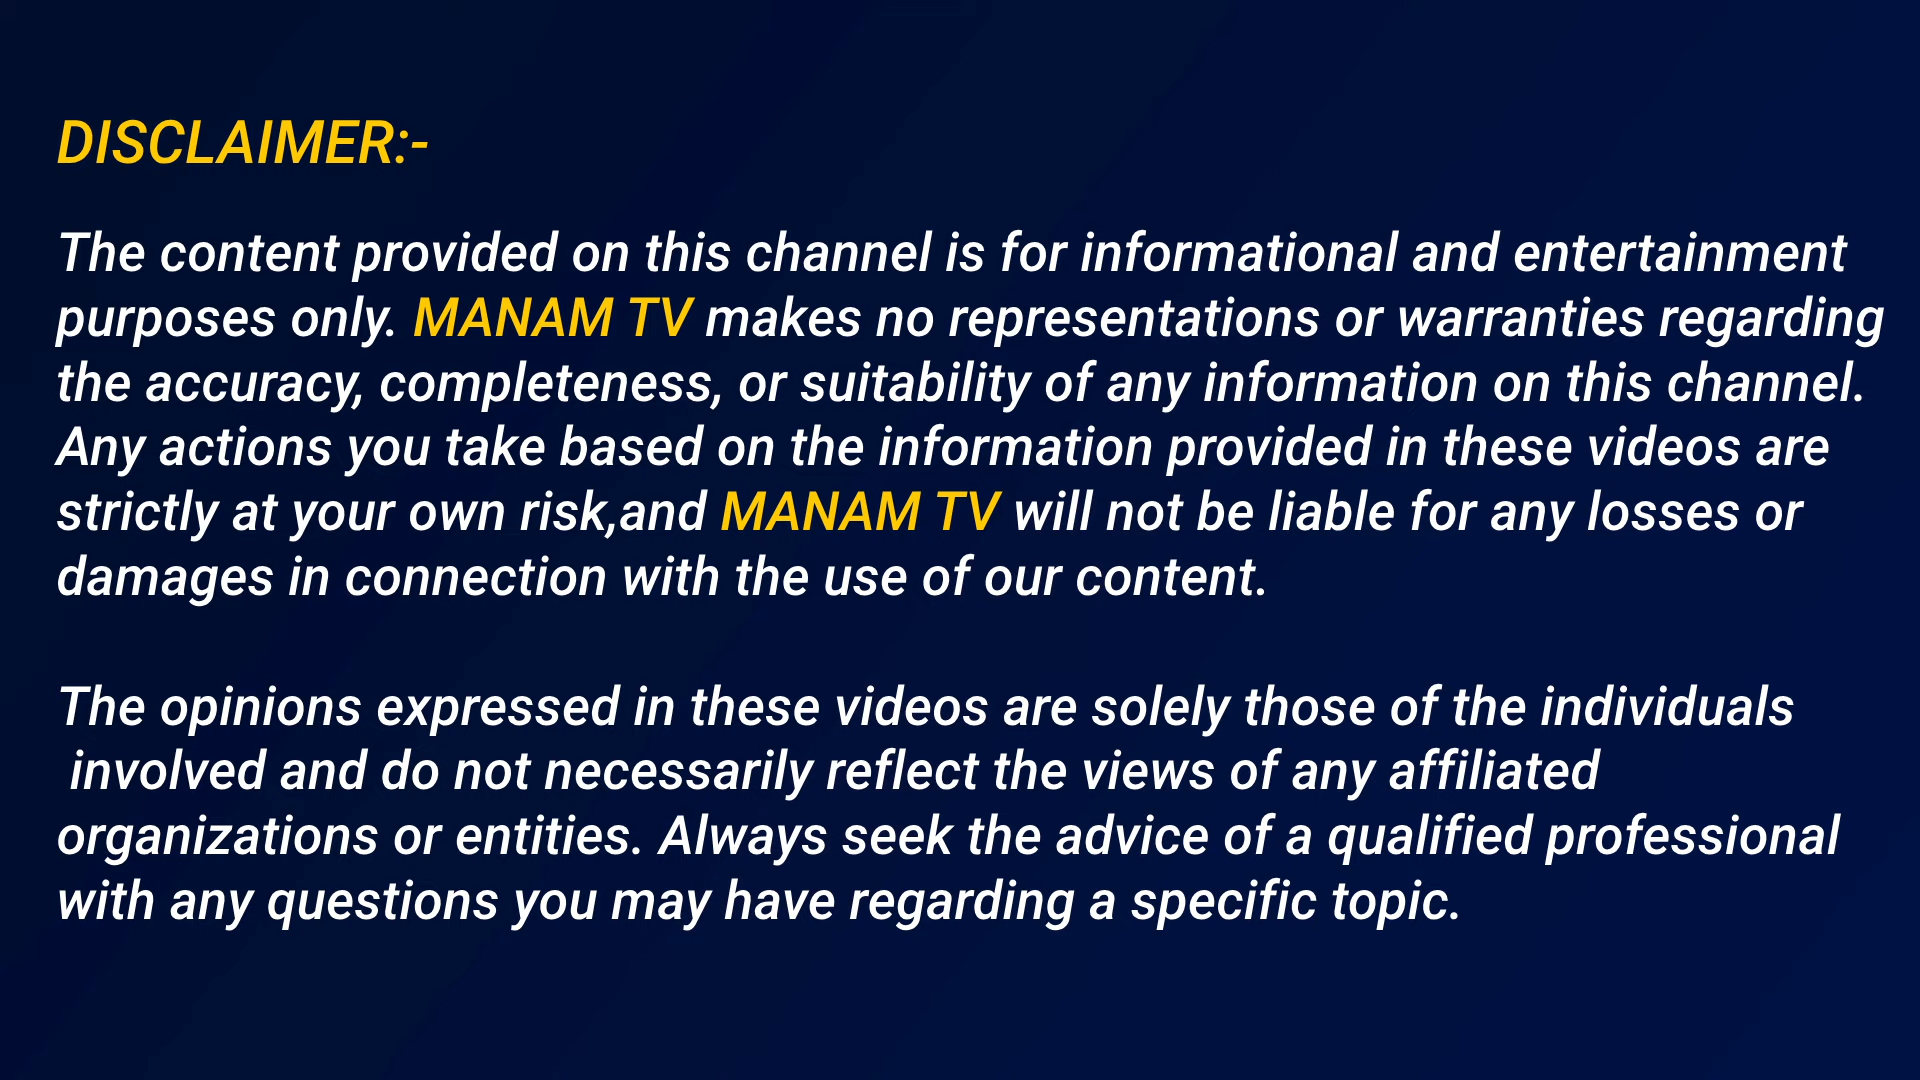 DISCLAIMER:-
The content provided on this channel is for informational and entertainment
purposes only. MANAM TV makes no representations or warranties regarding
the accuracy, completeness, or suitability of any information on this channel.
Any actions you take based on the information provided in these videos are
strictly at your own risk,and MANAM TV will not be liable for any losses or
damages in connection with the use of our content.
The opinions expressed in these videos are solely those of the individuals
involved and do not necessarily reflect the views of any affiliated
organizations or entities. Always seek the advice of a qualified professional
with any questions you may have regarding a specific topic.